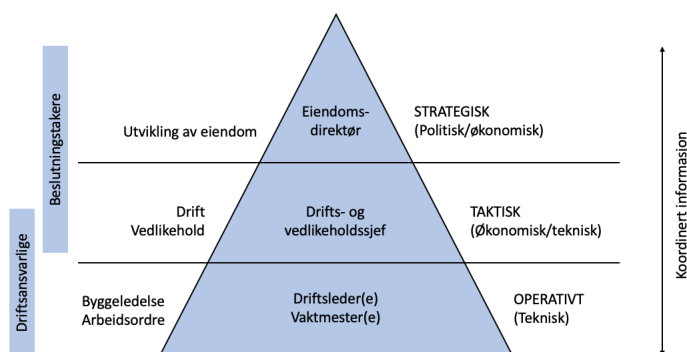 Beslutningstakere
Driftsansvarlige
Utvikling av eiendom
Eiendoms-
direktør
STRATEGISK
(Politisk/økonomisk)
Drift
Vedlikehold
Drifts- og
vedlikeholdssjef
TAKTISK
(Økonomisk/teknisk)
Byggeledelse
Arbeidsordre
Driftsleder(e)
Vaktmester(e)
OPERATIVT
(Teknisk)
Koordinert informasjon